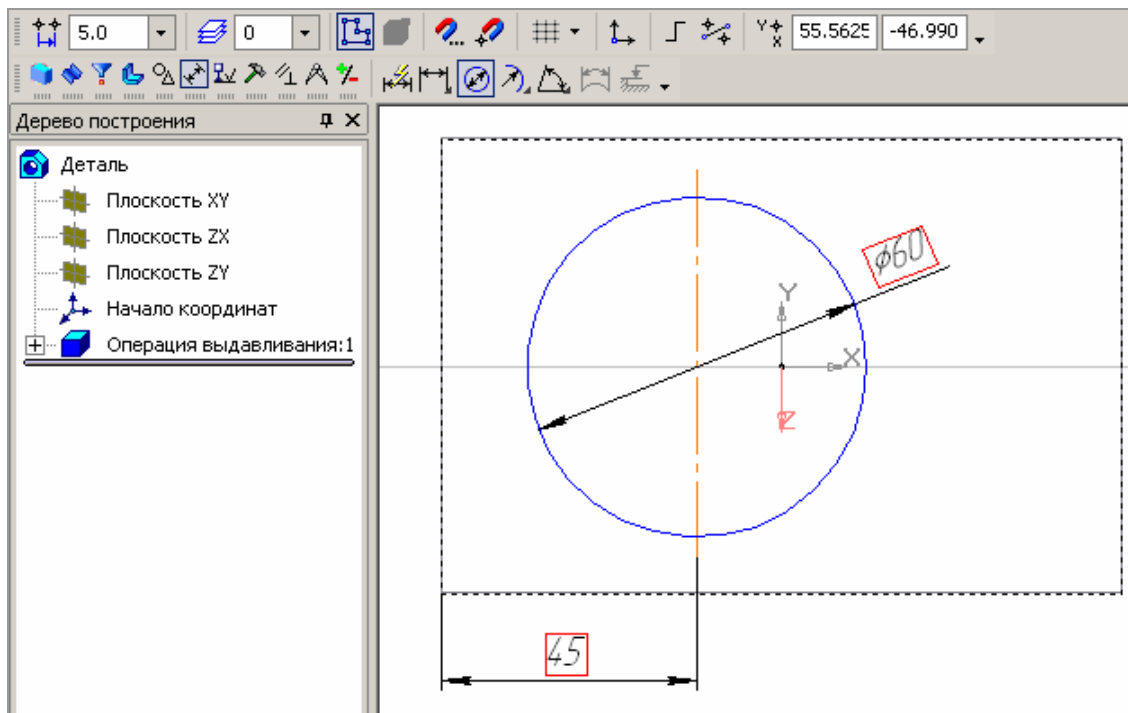 5.0 0 Y X 55.5625 -46.990
Дерево построения
Деталь
Плоскость XY
Плоскость ZX
Плоскость ZY
Начало координат
Операция выдавливания:1
ϕ60
Y
X
Z
45